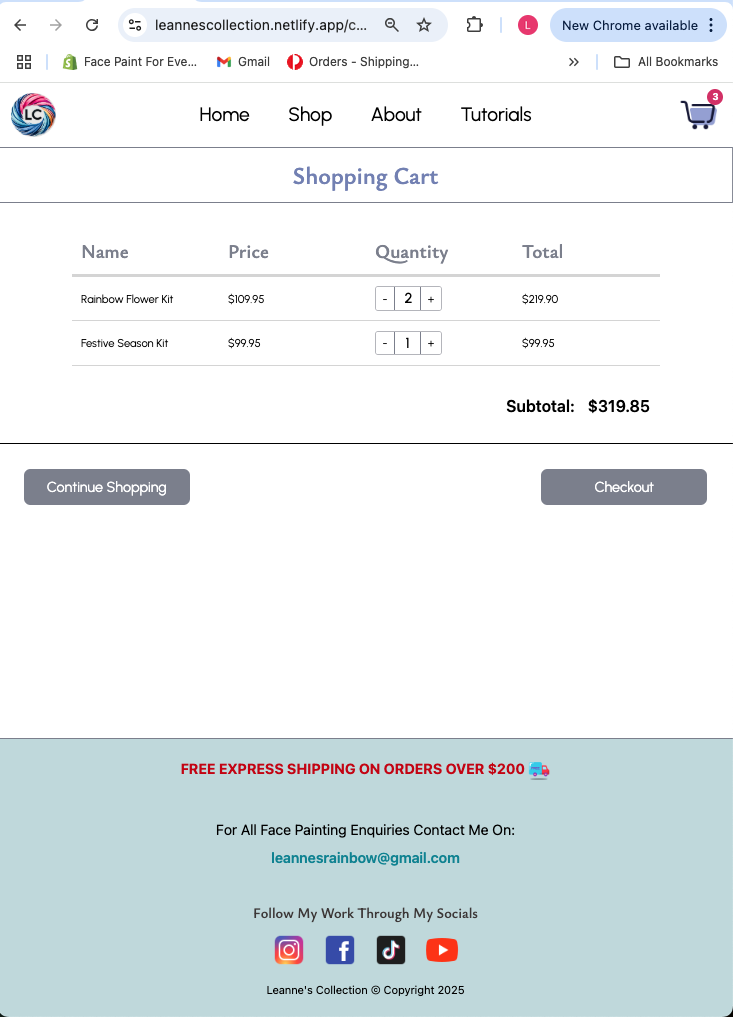 leannescollection.netlify.app/c...
L
New Chrome available
Face Paint For Eve...
Gmail
Orders - Shipping...
»
All Bookmarks
LC
Home
Shop
About
Tutorials
3
Shopping Cart
Name Price Quantity Total
Rainbow Flower Kit $109.95 - 2 + $219.90
Festive Season Kit $99.95 - 1 + $99.95
Subtotal: $319.85
Continue Shopping
Checkout
FREE EXPRESS SHIPPING ON ORDERS OVER $200
For All Face Painting Enquiries Contact Me On:
leannesrainbow@gmail.com
Follow My Work Through My Socials
Leanne's Collection © Copyright 2025